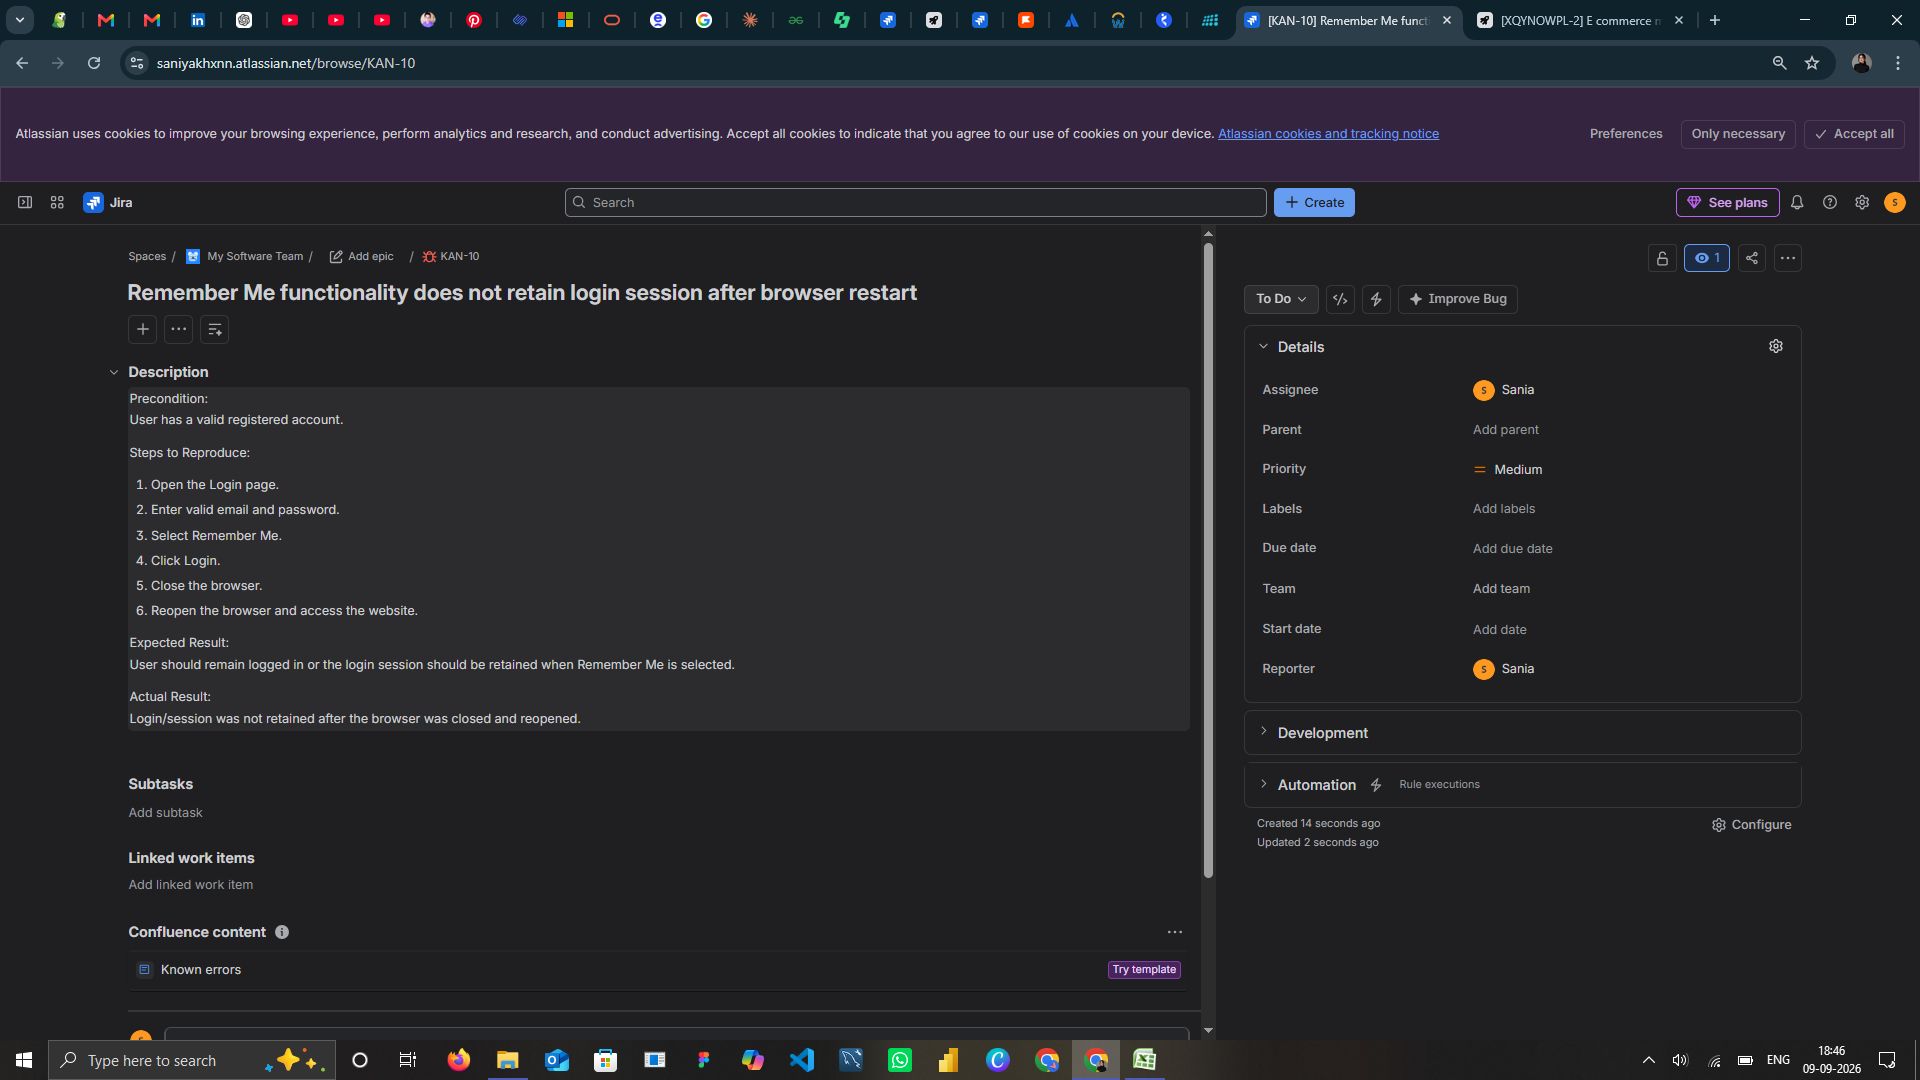 [KAN-10] Remember Me functi
[XQYNOWPL-2] E commerce n
saniyakhxnn.atlassian.net/browse/KAN-10
Atlassian uses cookies to improve your browsing experience, perform analytics and research, and conduct advertising. Accept all cookies to indicate that you agree to our use of cookies on your device. Atlassian cookies and tracking notice
Preferences
Only necessary
Accept all
Jira
Search
Create
See plans
S
Spaces / My Software Team / Add epic / KAN-10
1
Remember Me functionality does not retain login session after browser restart
To Do
Improve Bug
Description
Precondition:
User has a valid registered account.
Steps to Reproduce:
1. Open the Login page.
2. Enter valid email and password.
3. Select Remember Me.
4. Click Login.
5. Close the browser.
6. Reopen the browser and access the website.
Expected Result:
User should remain logged in or the login session should be retained when Remember Me is selected.
Actual Result:
Login/session was not retained after the browser was closed and reopened.
Subtasks
Add subtask
Linked work items
Add linked work item
Confluence content
Known errors
Try template
Details
Assignee
S Sania
Parent
Add parent
Priority
Medium
Labels
Add labels
Due date
Add due date
Team
Add team
Start date
Add date
Reporter
S Sania
Development
Automation
Rule executions
Created 14 seconds ago
Updated 2 seconds ago
Configure
Type here to search
ENG
18:46
09-09-2026